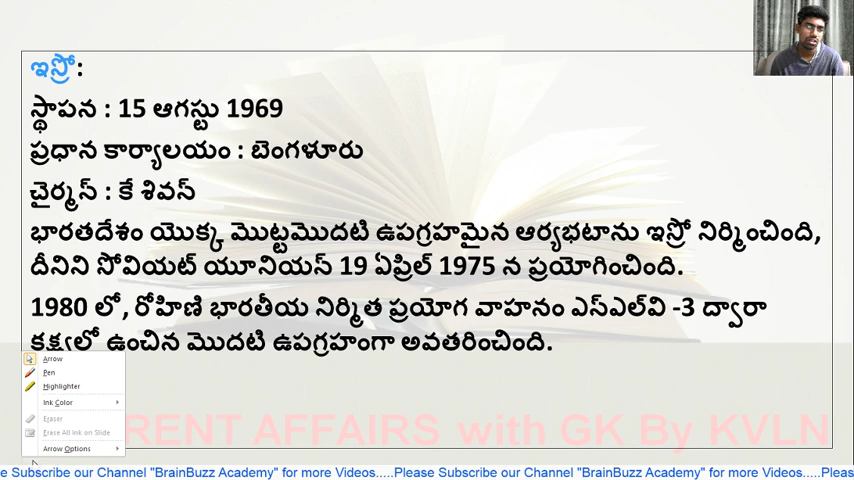 ఇస్రో:
స్థాపన : 15 ఆగస్టు 1969
ప్రధాన కార్యాలయం : బెంగళూరు
చైర్మన్ : కే శివన్
భారతదేశం యొక్క మొట్టమొదటి ఉపగ్రహమైన ఆర్యభటాను ఇస్రో నిర్మించింది,
దీనిని సోవియట్ యూనియన్ 19 ఏప్రిల్ 1975 న ప్రయోగించింది.
1980 లో, రోహిణి భారతీయ నిర్మిత ప్రయోగ వాహనం ఎస్ఎల్వి -3 ద్వారా
కక్ష్యలో ఉంచిన మొదటి ఉపగ్రహంగా అవతరించింది.
Arrow
Pen
Highlighter
Ink Color
Eraser
Erase All Ink on Slide
Arrow Options
RENT AFFAIRS with GK By KVLN
e Subscribe our Channel "BrainBuzz Academy" for more Videos.....Please Subscribe our Channel "BrainBuzz Academy" for more Videos.....Pleas